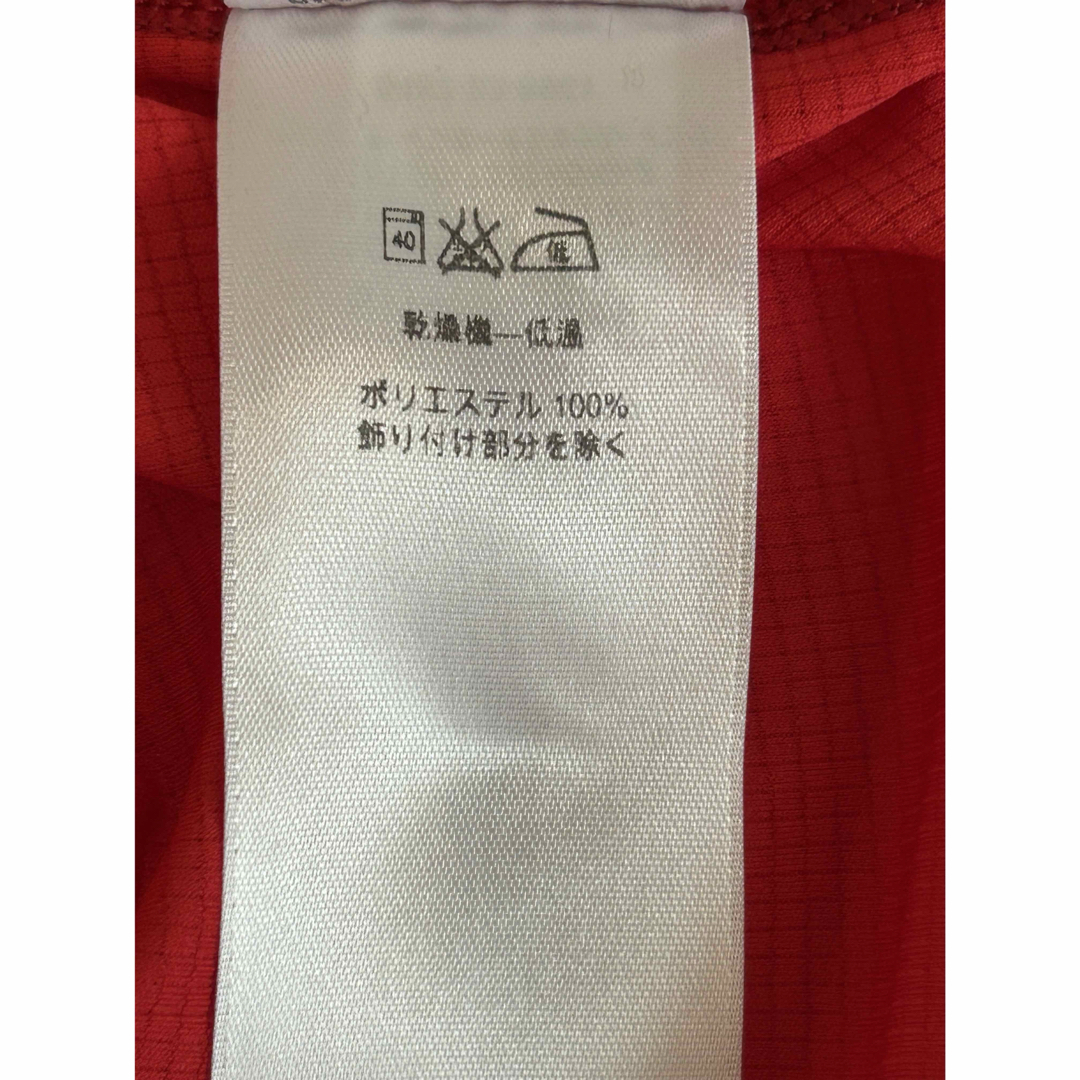 40 低
乾燥機—低温
ポリエステル 100%
飾り付け部分を除く